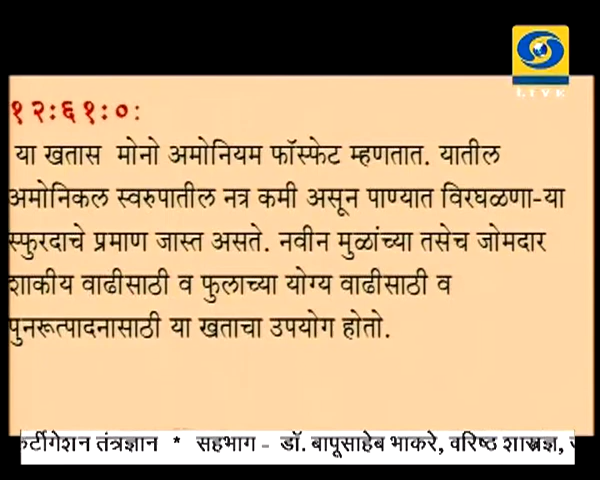 LIVE
१२:६१:०:
या खतास मोनो अमोनियम फॉस्फेट म्हणतात. यातील
अमोनिकल स्वरुपातील नत्र कमी असून पाण्यात विरघळणा-या
स्फुरदाचे प्रमाण जास्त असते. नवीन मुळांच्या तसेच जोमदार
शाकीय वाढीसाठी व फुलाच्या योग्य वाढीसाठी व
पुनरूत्पादनासाठी या खताचा उपयोग होतो.
तंत्रज्ञान * सहभाग - डॉ. बापूसाहेब भाकरे, वरिष्ठ शास्त्रज्ञ,